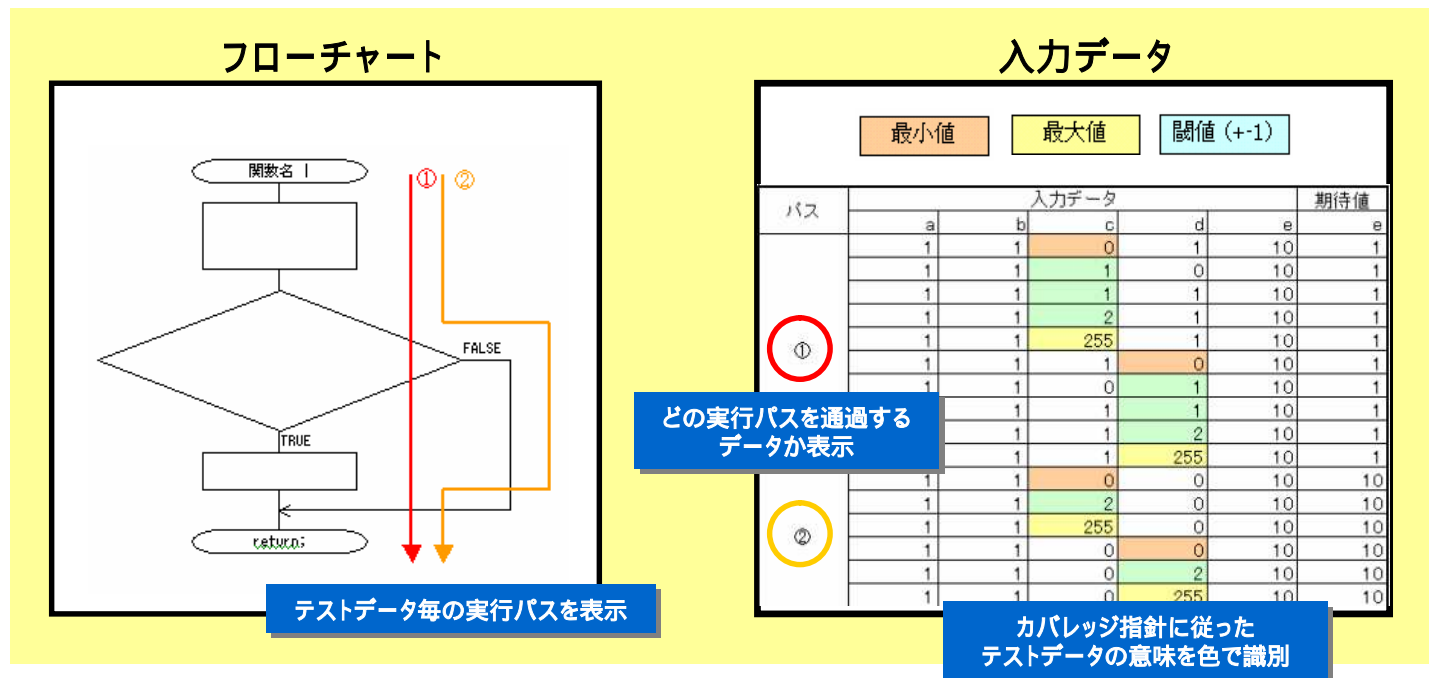 フローチャート
関数名 |
①
②
FALSE
TRUE
return;
テストデータ毎の実行パスを表示
入力データ
最小値
最大値
閾値 (+-1)
パス
入力データ
期待値
a b c d e e
1 1 0 1 10 1
1 1 1 0 10 1
1 1 1 1 10 1
1 1 2 1 10 1
1 1 255 1 10 1
①
1 1 1 0 10 1
1 1 0 1 10 1
1 1 1 1 10 1
どの実行パスを通過する
データか表示
1 1 2 10 1
1 1 255 10 1
1 1 0 0 10 10
1 1 2 0 10 10
1 1 255 0 10 10
②
1 1 0 0 10 10
1 1 0 2 10 10
1 1 0 255 10 10
カバレッジ指針に従った
テストデータの意味を色で識別